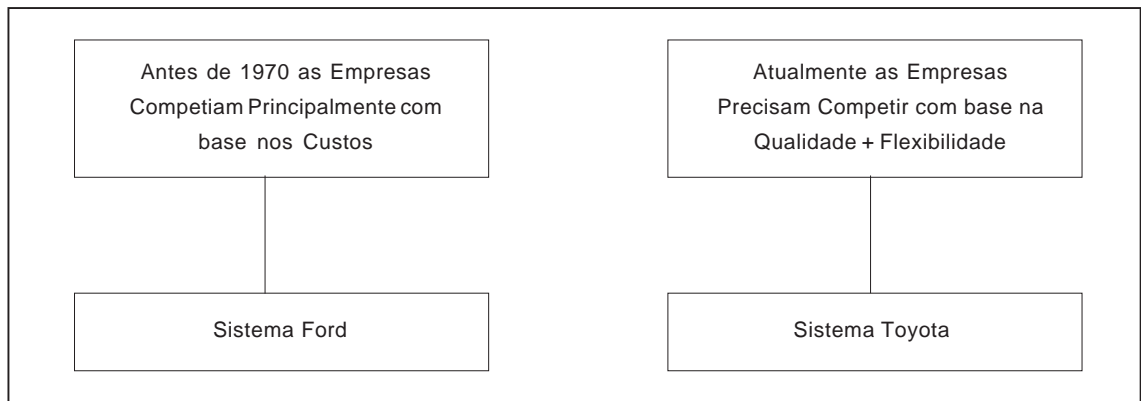 Antes de 1970 as Empresas
Competiam Principalmente com
base nos Custos
Atualmente as Empresas
Precisam Competir com base na
Qualidade + Flexibilidade
Sistema Ford
Sistema Toyota